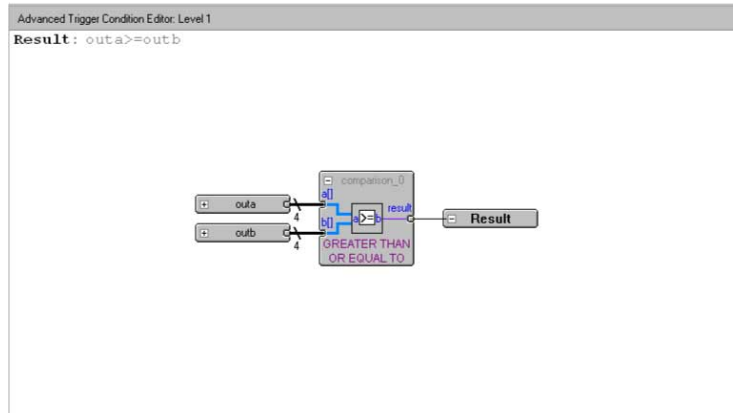 Advanced Trigger Condition Editor: Level 1
Result: outa>=outb
comparison_0
a[]
outa
4
result
a>=b
Result
b[]
outb
4
GREATER THAN
OR EQUAL TO